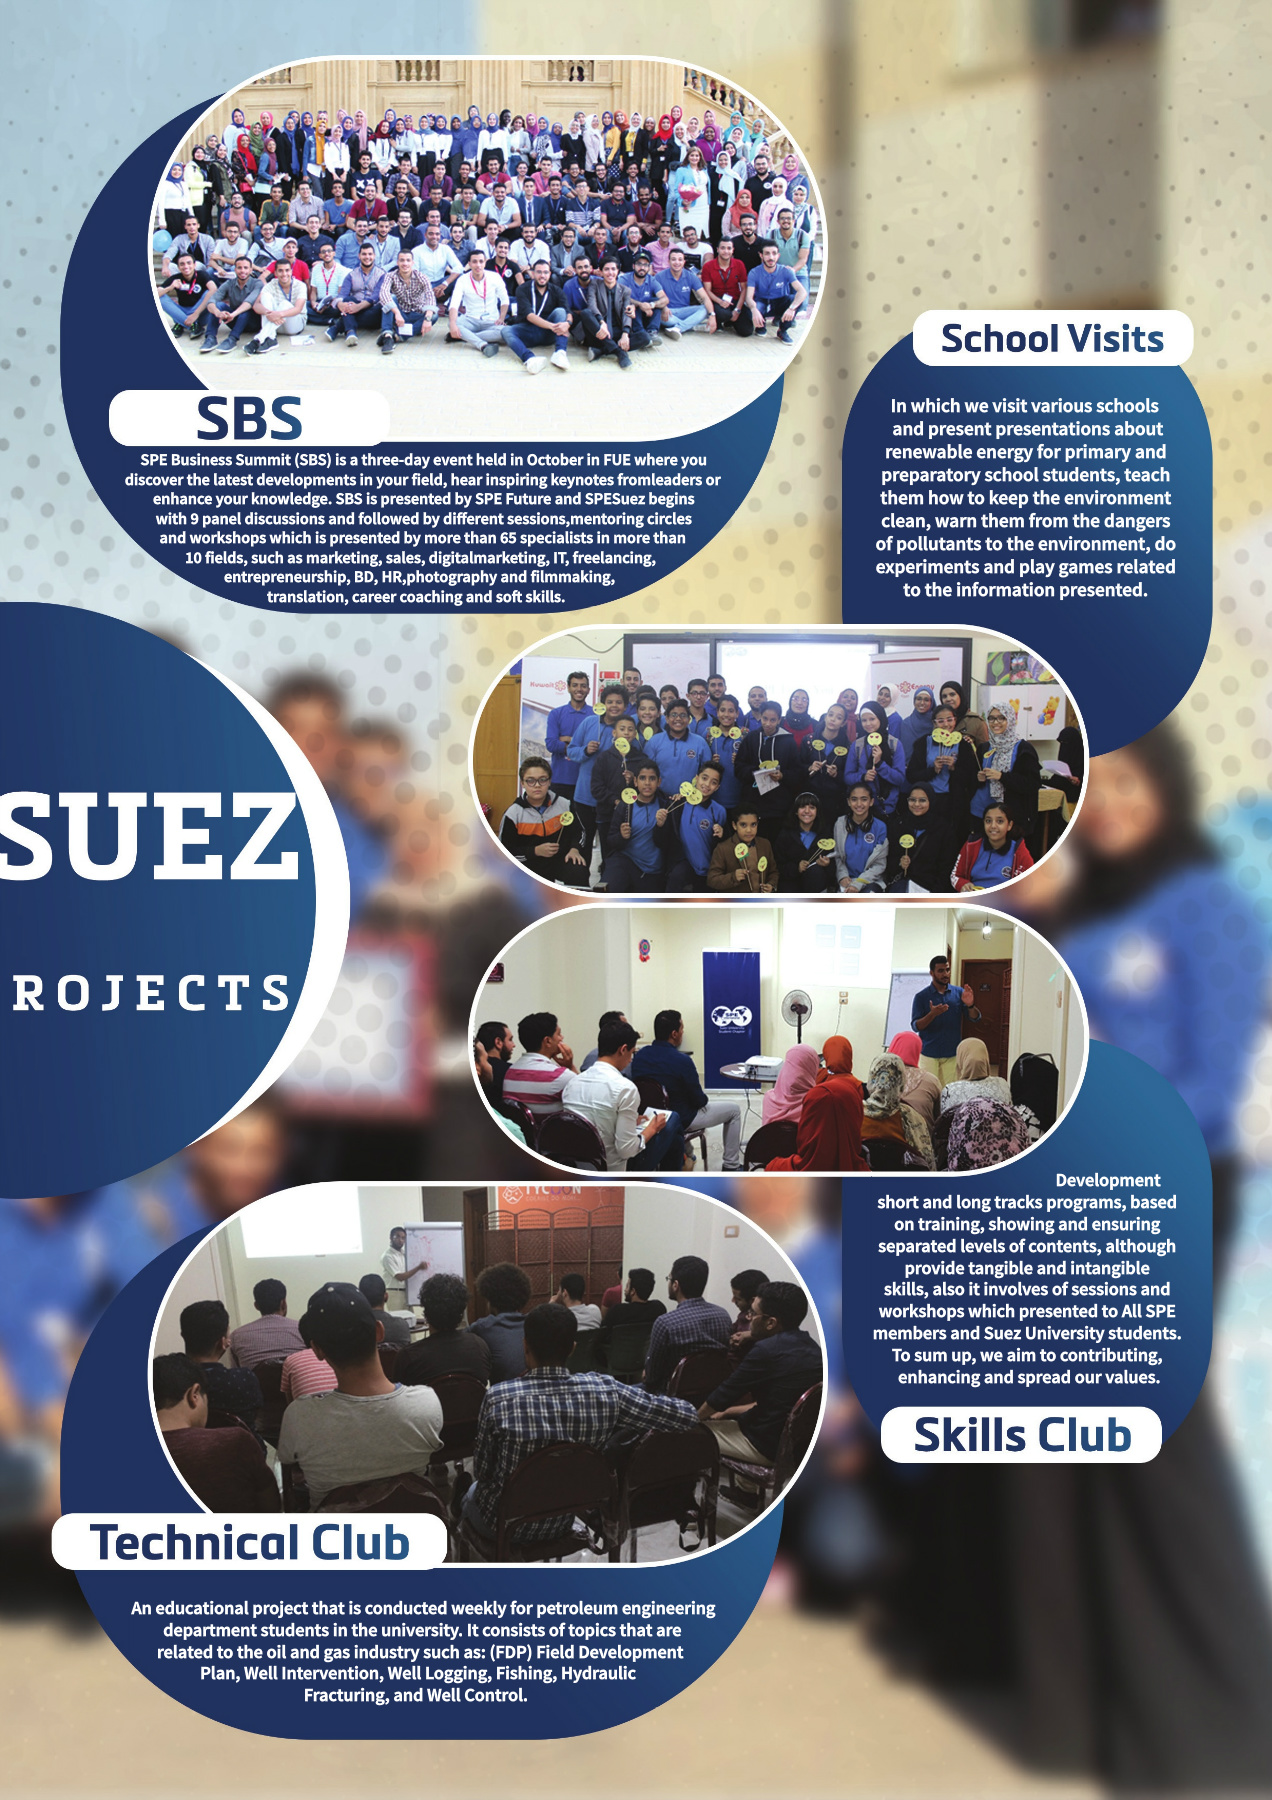 SBS
SPE Business Summit (SBS) is a three-day event held in October in FUE where you
discover the latest developments in your field, hear inspiring keynotes fromleaders or
enhance your knowledge. SBS is presented by SPE Future and SPESuez begins
with 9 panel discussions and followed by different sessions,mentoring circles
and workshops which is presented by more than 65 specialists in more than
10 fields, such as marketing, sales, digitalmarketing, IT, freelancing,
entrepreneurship, BD, HR,photography and filmmaking,
translation, career coaching and soft skills.
School Visits
In which we visit various schools
and present presentations about
renewable energy for primary and
preparatory school students, teach
them how to keep the environment
clean, warn them from the dangers
of pollutants to the environment, do
experiments and play games related
to the information presented.
Kuwait
Energy
SUEZ
ROJECTS
Development
short and long tracks programs, based
on training, showing and ensuring
separated levels of contents, although
provide tangible and intangible
skills, also it involves of sessions and
workshops which presented to All SPE
members and Suez University students.
To sum up, we aim to contributing,
enhancing and spread our values.
Skills Club
TYCOON
Technical Club
An educational project that is conducted weekly for petroleum engineering
department students in the university. It consists of topics that are
related to the oil and gas industry such as: (FDP) Field Development
Plan, Well Intervention, Well Logging, Fishing, Hydraulic
Fracturing, and Well Control.